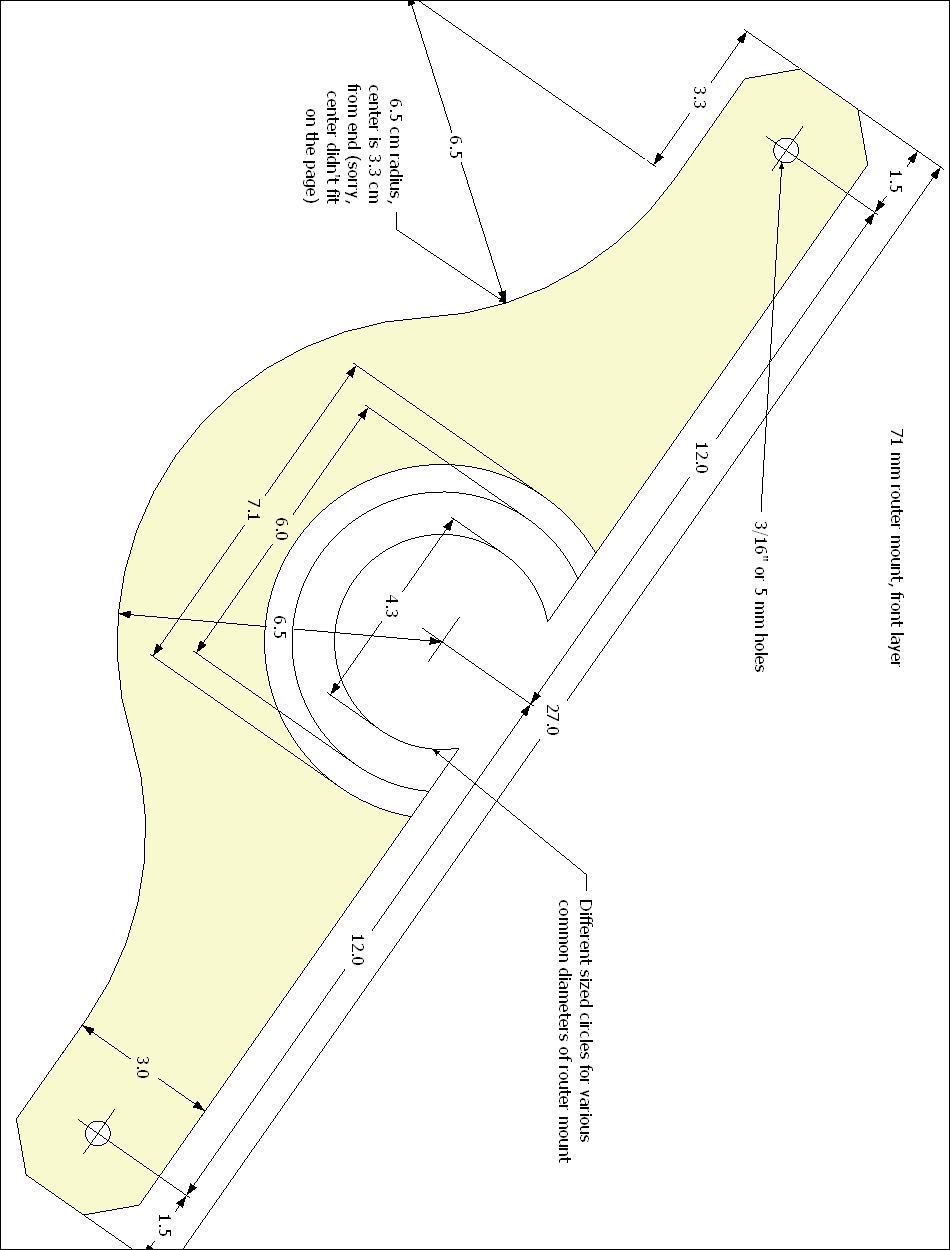 71 mm router mount, front layer
3.3
1.5
6.5
6.5 cm radius,
center is 3.3 cm
from end (sorry,
center didn't fit
on the page)
12.0
3/16" or 5 mm holes
7.1
6.0
4.3
6.5
27.0
Different sized circles for various
common diameters of router mount
12.0
3.0
1.5